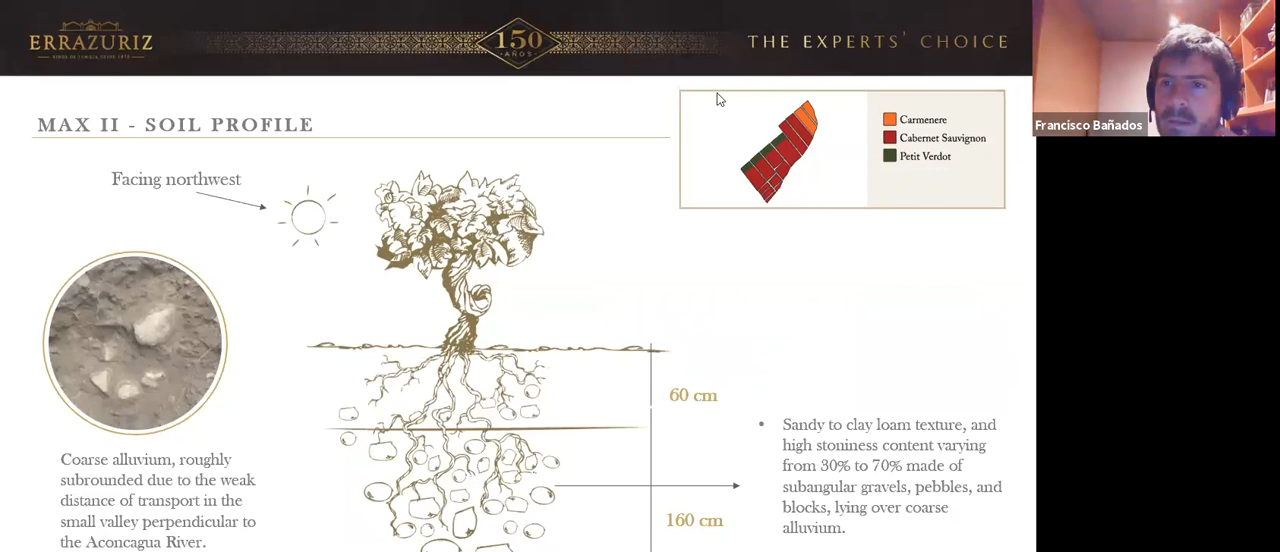 ERRAZURIZ
150
AÑOS
THE EXPERTS' CHOICE
Francisco Bañados
MAX II - SOIL PROFILE
Carmenere
Cabernet Sauvignon
Petit Verdot
Facing northwest
60 cm
Sandy to clay loam texture, and
high stoniness content varying
from 30% to 70% made of
subangular gravels, pebbles, and
blocks, lying over coarse
alluvium.
Coarse alluvium, roughly
subrounded due to the weak
distance of transport in the
small valley perpendicular to
the Aconcagua River.
160 cm